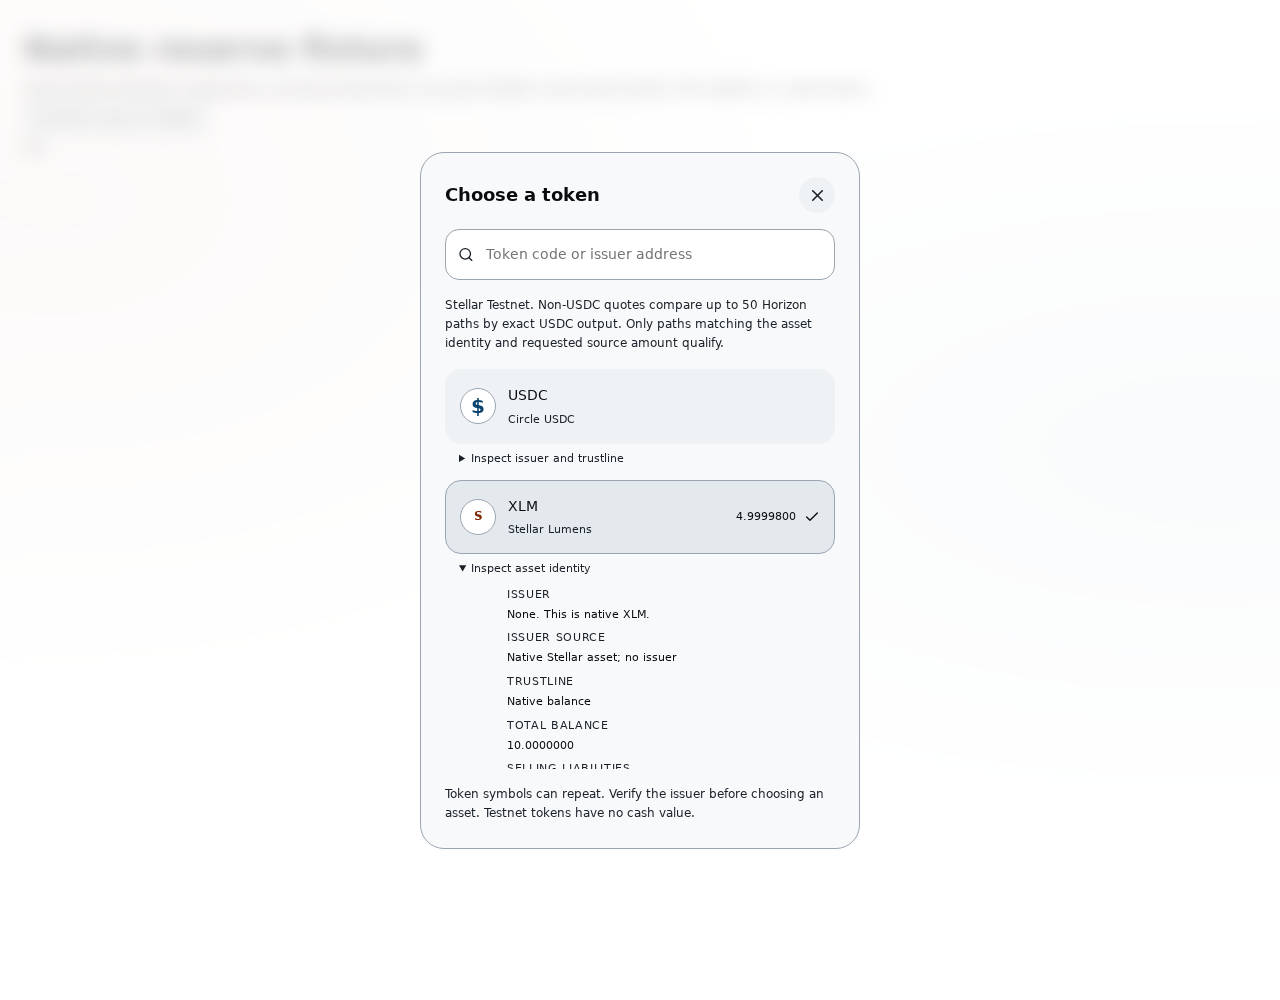 Choose a token
Token code or issuer address
Stellar Testnet. Non-USDC quotes compare up to 50 Horizon
paths by exact USDC output. Only paths matching the asset
identity and requested source amount qualify.
$
USDC
Circle USDC
Inspect issuer and trustline
S
XLM
Stellar Lumens
4.9999800
Inspect asset identity
ISSUER
None. This is native XLM.
ISSUER SOURCE
Native Stellar asset; no issuer
TRUSTLINE
Native balance
TOTAL BALANCE
10.0000000
SELLING LIABILITIES
Token symbols can repeat. Verify the issuer before choosing an
asset. Testnet tokens have no cash value.